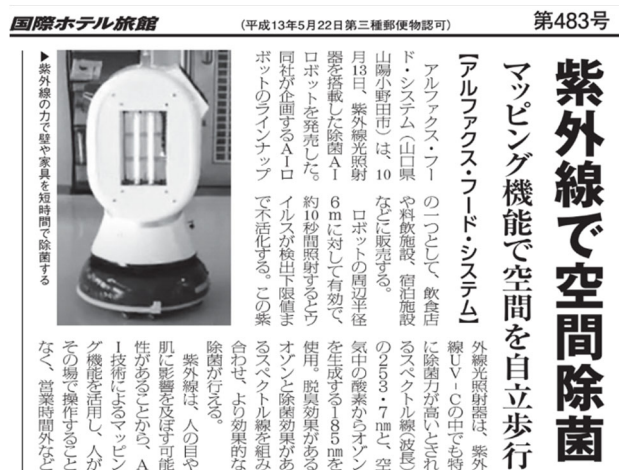 国際ホテル旅館
(平成13年5月22日第三種郵便物認可)
第483号
紫外線で空間除菌
マッピング機能で空間を自立歩行
【アルファクス・フード・システム】
アルファクス・フー
ド・システム(山口県
山陽小野田市)は、10
月13日、紫外線光照射
器を搭載した除菌AI
ロボットを発売した。
同社が企画するAIロ
ボットのラインナップ
の一つとして、飲食店
や料飲施設、宿泊施設
などに販売する。
ロボットの周辺半径
6mに対して有効で、
約10秒間照射するとウ
イルスが検出下限値ま
で不活化する。この紫
外線光照射器は、紫外
線UV-Cの中でも特
に除菌力が高いとされ
るスペクトル線(波長)
の253・7nmと、空
気中の酸素からオゾン
を生成する185nmを
使用。脱臭効果がある
オゾンと除菌効果があ
るスペクトル線を組み
合わせ、より効果的な
除菌が行える。
紫外線は、人の目や
肌に影響を及ぼす可能
性があることから、A
I技術によるマッピン
グ機能を活用し、人が
その場で操作すること
なく、営業時間外など
▶紫外線の力で壁や家具を短時間で除菌する